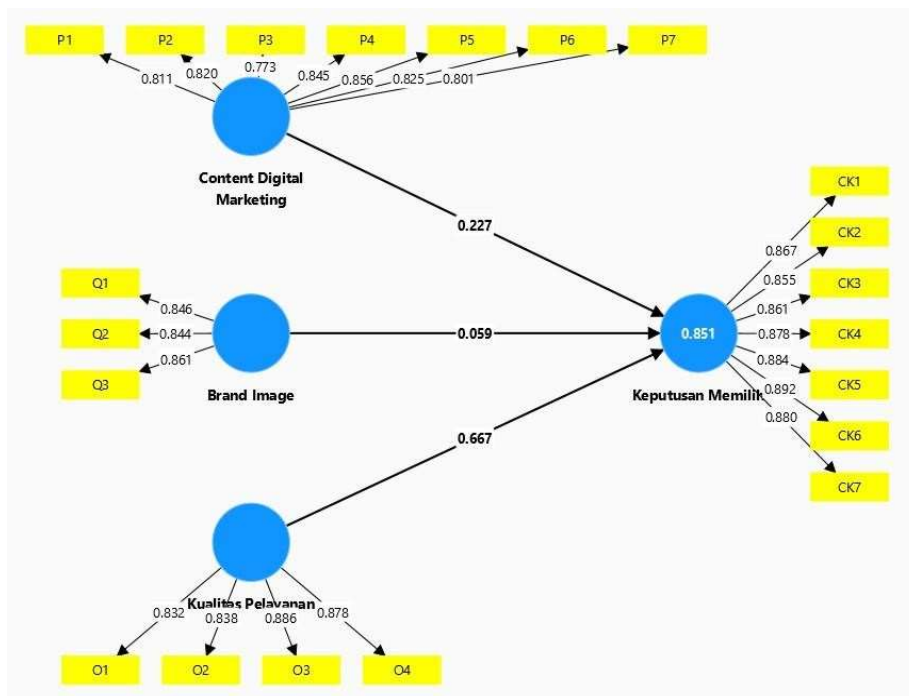 P1 P2 P3 P4 P5 P6 P7
0.811 0.820 0.773 0.845 0.856 0.825 0.801
Content Digital
Marketing
0.227
Q1
Q2
Q3
0.846
0.844
0.861
Brand Image
0.059
0.851
Keputusan Memilih
CK1
CK2
CK3
CK4
CK5
CK6
CK7
0.867
0.855
0.861
0.878
0.884
0.892
0.880
0.667
Kualitas Pelayanan
0.832 0.838 0.886 0.878
O1 O2 O3 O4